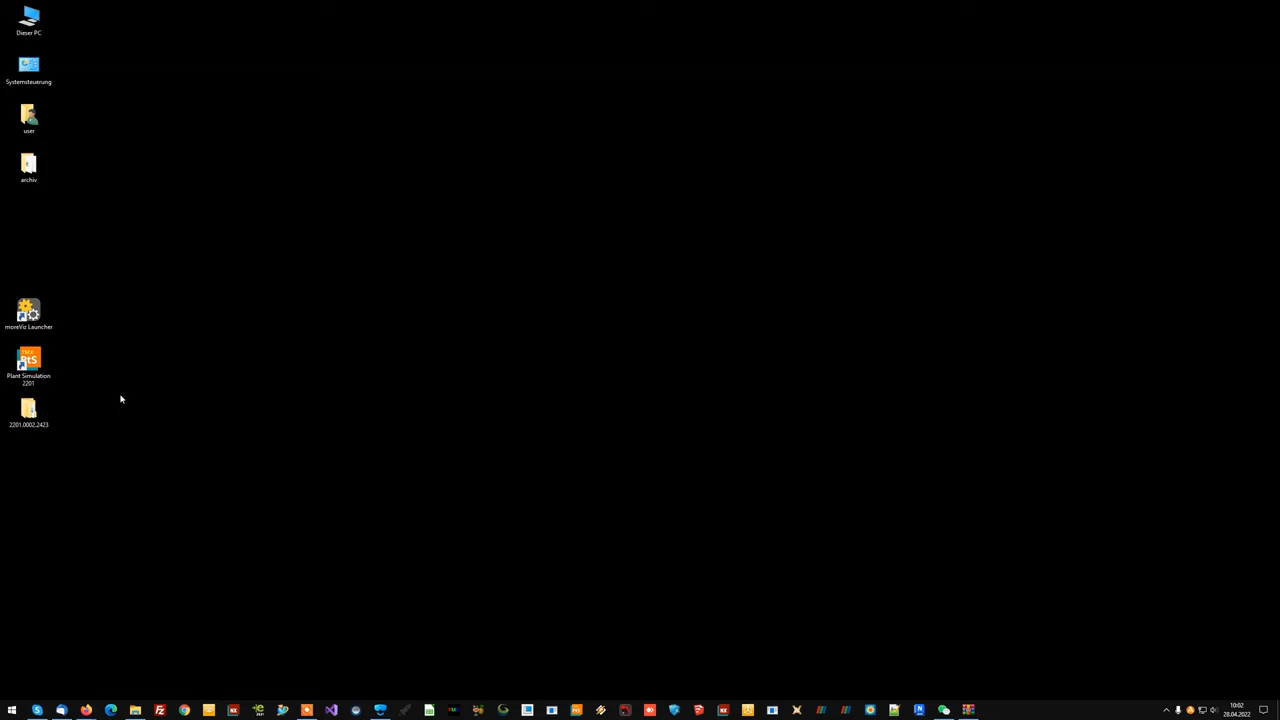 Dieser PC
Systemsteuerung
user
archiv
moreViz Launcher
Plant Simulation
2201
2201.0002.2423
10:02
28.04.2022